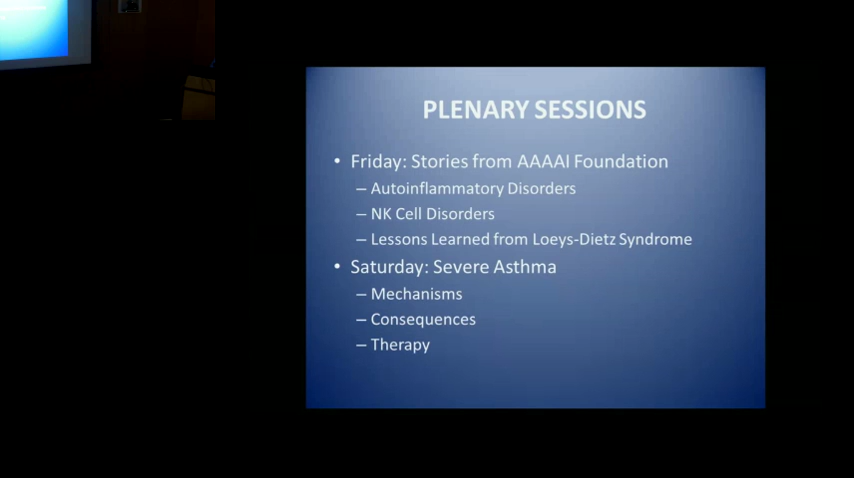 PLENARY SESSIONS
• Friday: Stories from AAAAI Foundation
– Autoinflammatory Disorders
– NK Cell Disorders
– Lessons Learned from Loeys-Dietz Syndrome
• Saturday: Severe Asthma
– Mechanisms
– Consequences
– Therapy